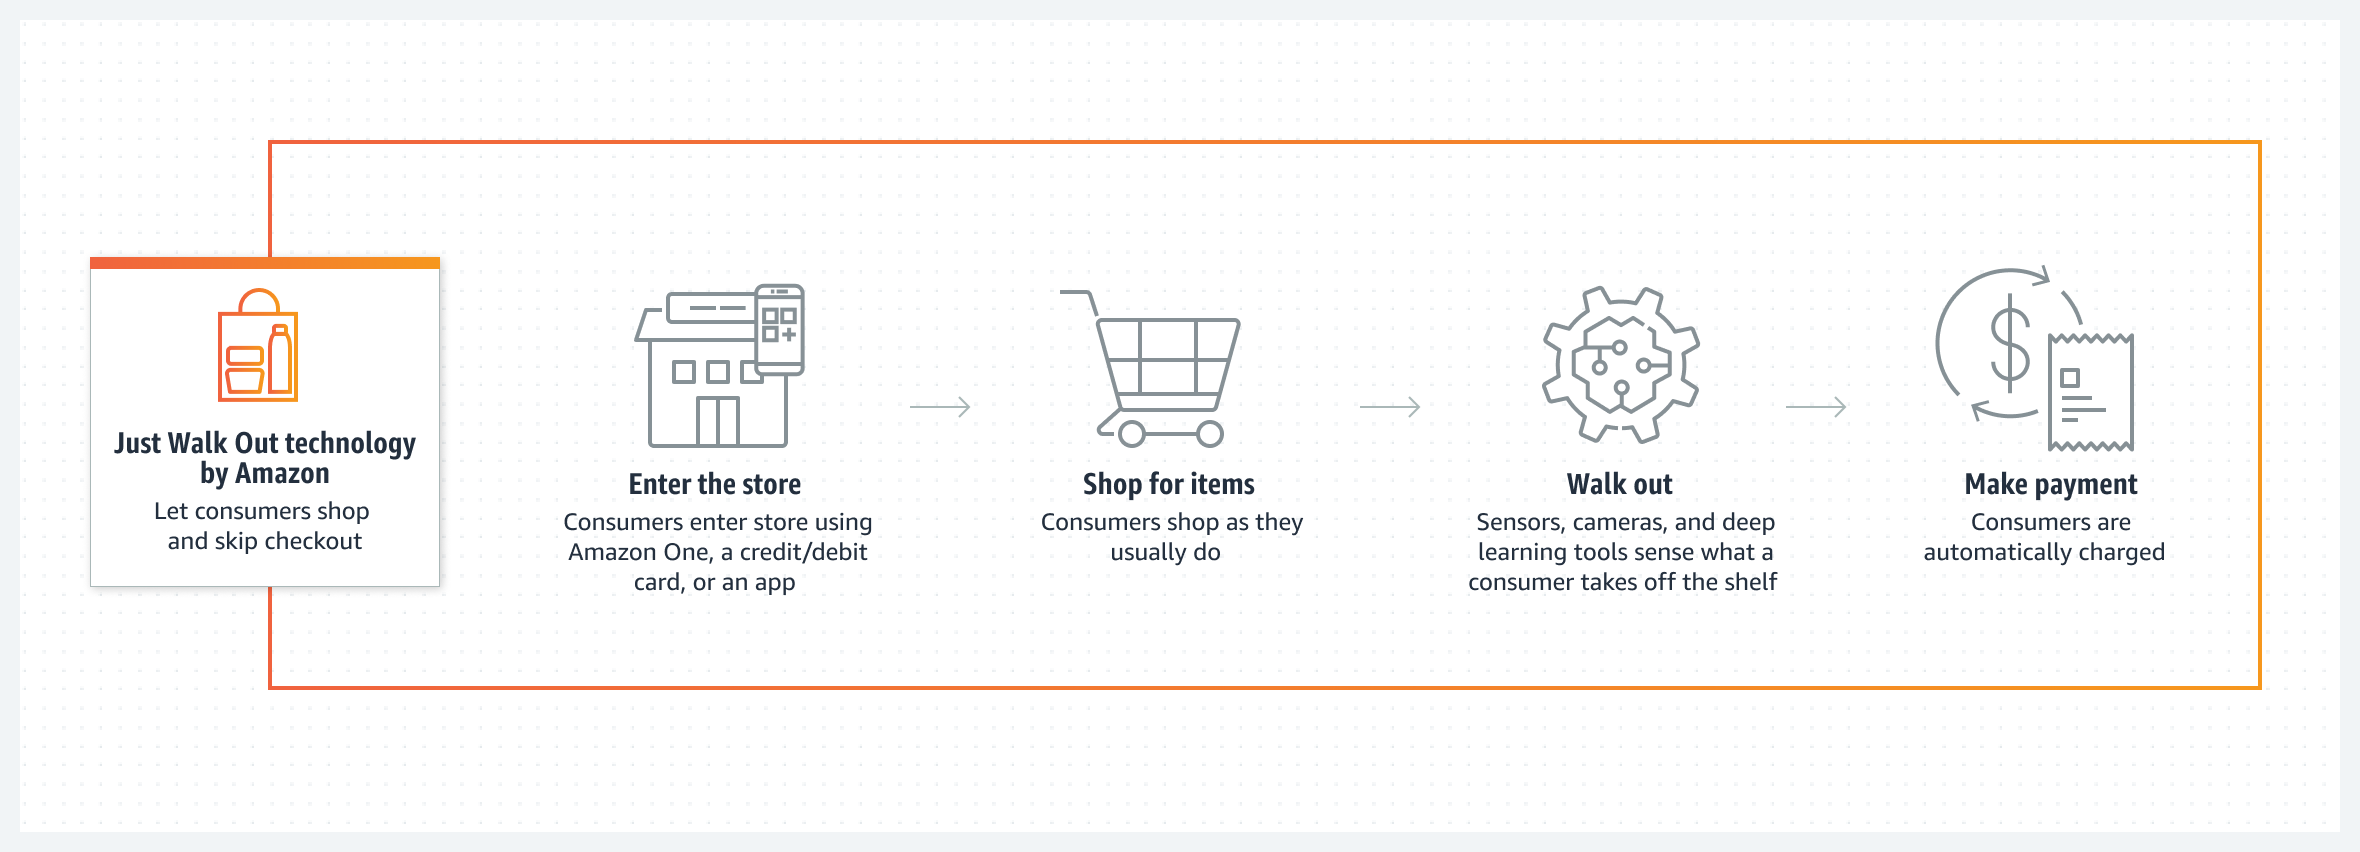 Just Walk Out technology
by Amazon
Let consumers shop
and skip checkout
Enter the store
Consumers enter store using
Amazon One, a credit/debit
card, or an app
Shop for items
Consumers shop as they
usually do
Walk out
Sensors, cameras, and deep
learning tools sense what a
consumer takes off the shelf
Make payment
Consumers are
automatically charged